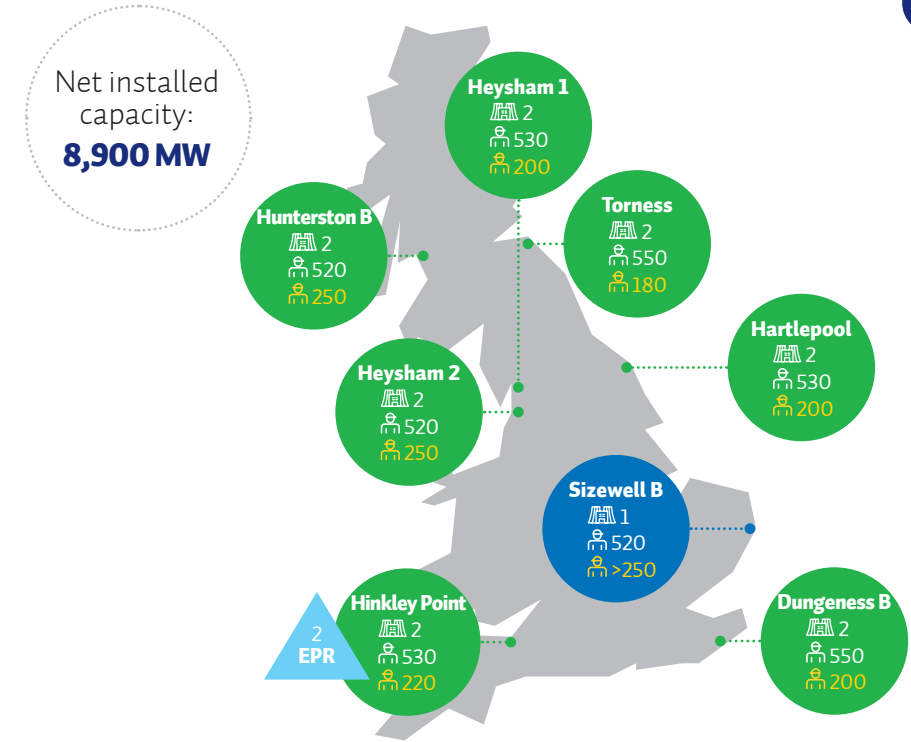 Net installed
capacity:
8,900 MW
Heysham 1
2
530
200
Hunterston B
2
520
250
Torness
2
550
180
Hartlepool
2
530
200
Heysham 2
2
520
250
Sizewell B
1
520
>250
2
EPR
Hinkley Point
2
530
220
Dungeness B
2
550
200